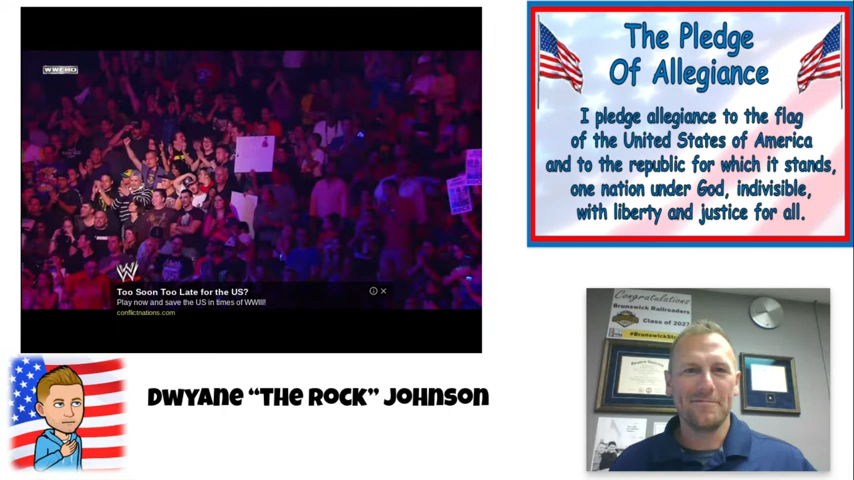 WWEHD
W
Too Soon Too Late for the US?
Play now and save the US in times of WWIII!
conflictnations.com
The Pledge
Of Allegiance
I pledge allegiance to the flag
of the United States of America
and to the republic for which it stands,
one nation under God, indivisible,
with liberty and justice for all.
Dwyane “The Rock” Johnson
Congratulations
Brunswick Railroaders
Class of 202